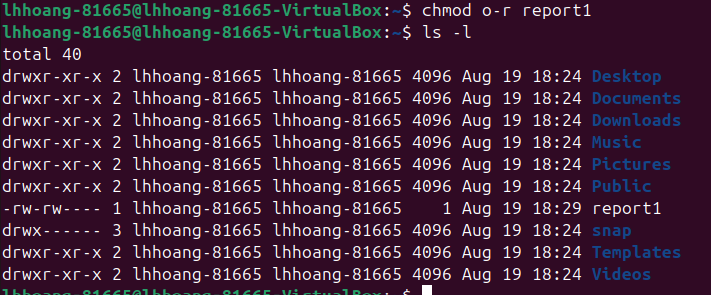 lhhoang-81665@lhhoang-81665-VirtualBox:~$ chmod o-r report1
lhhoang-81665@lhhoang-81665-VirtualBox:~$ ls -l
total 40
drwxr-xr-x 2 lhhoang-81665 lhhoang-81665 4096 Aug 19 18:24 Desktop
drwxr-xr-x 2 lhhoang-81665 lhhoang-81665 4096 Aug 19 18:24 Documents
drwxr-xr-x 2 lhhoang-81665 lhhoang-81665 4096 Aug 19 18:24 Downloads
drwxr-xr-x 2 lhhoang-81665 lhhoang-81665 4096 Aug 19 18:24 Music
drwxr-xr-x 2 lhhoang-81665 lhhoang-81665 4096 Aug 19 18:24 Pictures
drwxr-xr-x 2 lhhoang-81665 lhhoang-81665 4096 Aug 19 18:24 Public
-rw-rw---- 1 lhhoang-81665 lhhoang-81665    1 Aug 19 18:29 report1
drwx------ 3 lhhoang-81665 lhhoang-81665 4096 Aug 19 18:24 snap
drwxr-xr-x 2 lhhoang-81665 lhhoang-81665 4096 Aug 19 18:24 Templates
drwxr-xr-x 2 lhhoang-81665 lhhoang-81665 4096 Aug 19 18:24 Videos
lhhoang-81665@lhhoang-81665-VirtualBox:~$